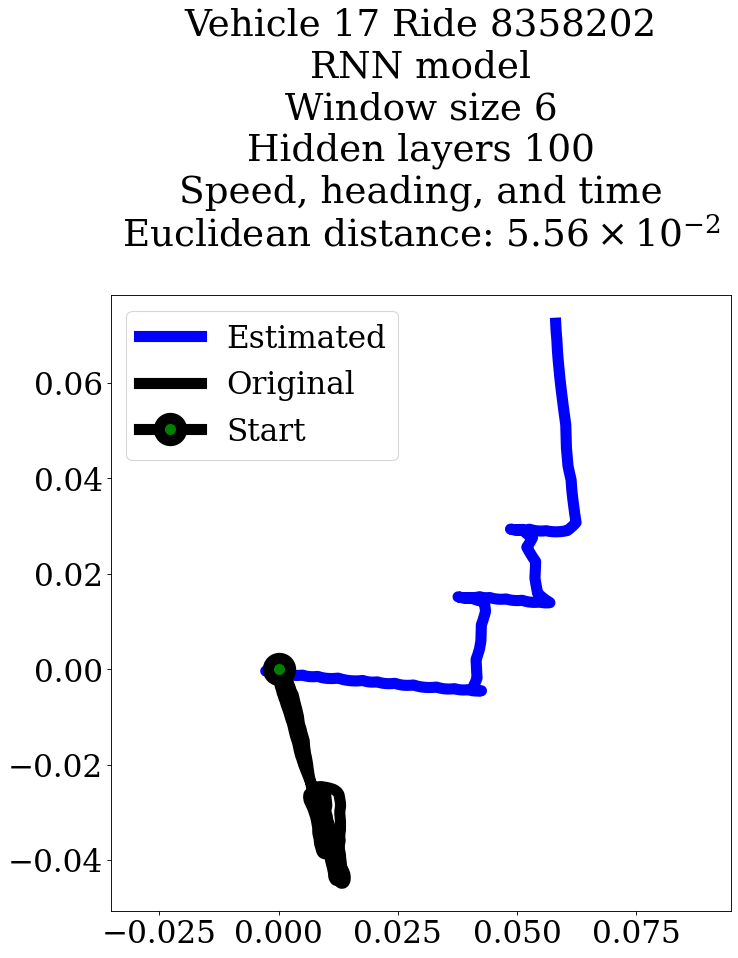 Vehicle 17 Ride 8358202
RNN model
Window size 6
Hidden layers 100
Speed, heading, and time
Euclidean distance: 5.56 × 10⁻²
Estimated
Original
Start
0.06
0.04
0.02
0.00
−0.02
−0.04
−0.025 0.000 0.025 0.050 0.075